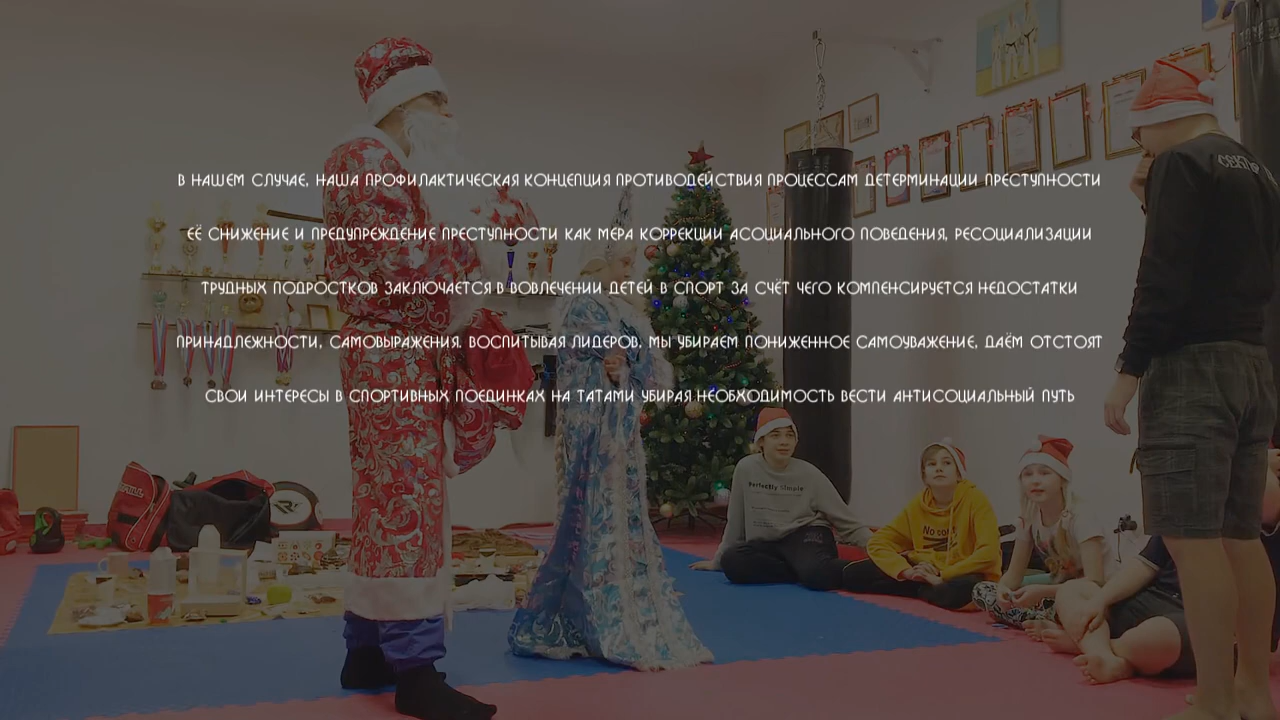 В НАШЕМ СЛУЧАЕ, НАША ПРОФИЛАКТИЧЕСКАЯ КОНЦЕПЦИЯ ПРОТИВОДЕЙСТВИЯ ПРОЦЕССАМ ДЕТЕРМИНАЦИИ ПРЕСТУПНОСТИ
ЕЁ СНИЖЕНИЕ И ПРЕДУПРЕЖДЕНИЕ ПРЕСТУПНОСТИ КАК МЕРА КОРРЕКЦИИ АСОЦИАЛЬНОГО ПОВЕДЕНИЯ, РЕСОЦИАЛИЗАЦИИ
ТРУДНЫХ ПОДРОСТКОВ ЗАКЛЮЧАЕТСЯ В ВОВЛЕЧЕНИИ ДЕТЕЙ В СПОРТ ЗА СЧЁТ ЧЕГО КОМПЕНСИРУЕТСЯ НЕДОСТАТКИ
ПРИНАДЛЕЖНОСТИ, САМОВЫРАЖЕНИЯ. ВОСПИТЫВАЯ ЛИДЕРОВ, МЫ УБИРАЕМ ПОНИЖЕННОЕ САМОУВАЖЕНИЕ, ДАЁМ ОТСТОЯТ
СВОИ ИНТЕРЕСЫ В СПОРТИВНЫХ ПОЕДИНКАХ НА ТАТАМИ УБИРАЯ НЕОБХОДИМОСТЬ ВЕСТИ АНТИСОЦИАЛЬНЫЙ ПУТЬ
Perfectly Simple